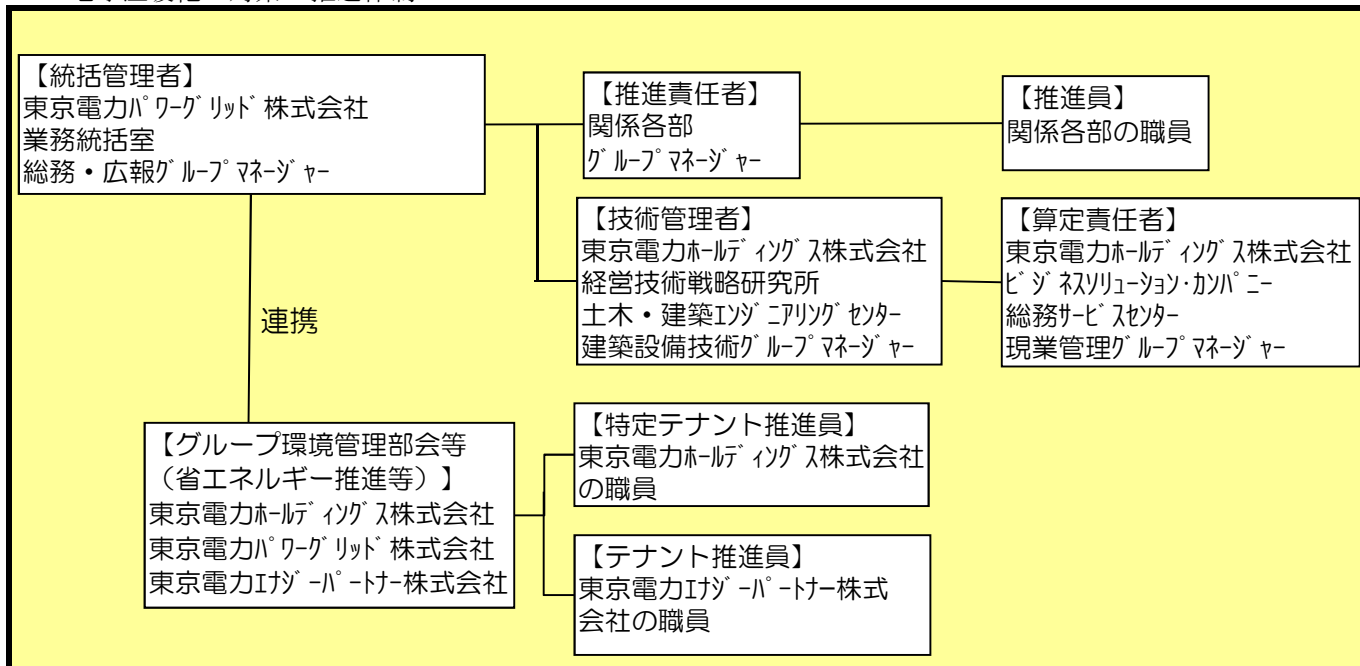 【統括管理者】
東京電力ﾊﾟﾜｰｸﾞﾘｯﾄﾞ株式会社
業務統括室
総務・広報ｸﾞﾙｰﾌﾟﾏﾈｰｼﾞｬｰ
【推進責任者】
関係各部
ｸﾞﾙｰﾌﾟﾏﾈｰｼﾞｬｰ
【推進員】
関係各部の職員
【技術管理者】
東京電力ﾎｰﾙﾃﾞｨﾝｸﾞｽ株式会社
経営技術戦略研究所
土木・建築ｴﾝｼﾞﾆｱﾘﾝｸﾞｾﾝﾀｰ
建築設備技術ｸﾞﾙｰﾌﾟﾏﾈｰｼﾞｬｰ
【算定責任者】
東京電力ﾎｰﾙﾃﾞｨﾝｸﾞｽ株式会社
ﾋﾞｼﾞﾈｽｿﾘｭｰｼｮﾝ･ｶﾝﾊﾟﾆｰ
総務ｻｰﾋﾞｽｾﾝﾀｰ
現業管理ｸﾞﾙｰﾌﾟﾏﾈｰｼﾞｬｰ
連携
【グループ環境管理部会等
（省エネルギー推進等）】
東京電力ﾎｰﾙﾃﾞｨﾝｸﾞｽ株式会社
東京電力ﾊﾟﾜｰｸﾞﾘｯﾄﾞ株式会社
東京電力ｴﾅｼﾞｰﾊﾟｰﾄﾅｰ株式会社
【特定テナント推進員】
東京電力ﾎｰﾙﾃﾞｨﾝｸﾞｽ株式会社
の職員
【テナント推進員】
東京電力ｴﾅｼﾞｰﾊﾟｰﾄﾅｰ株式
会社の職員